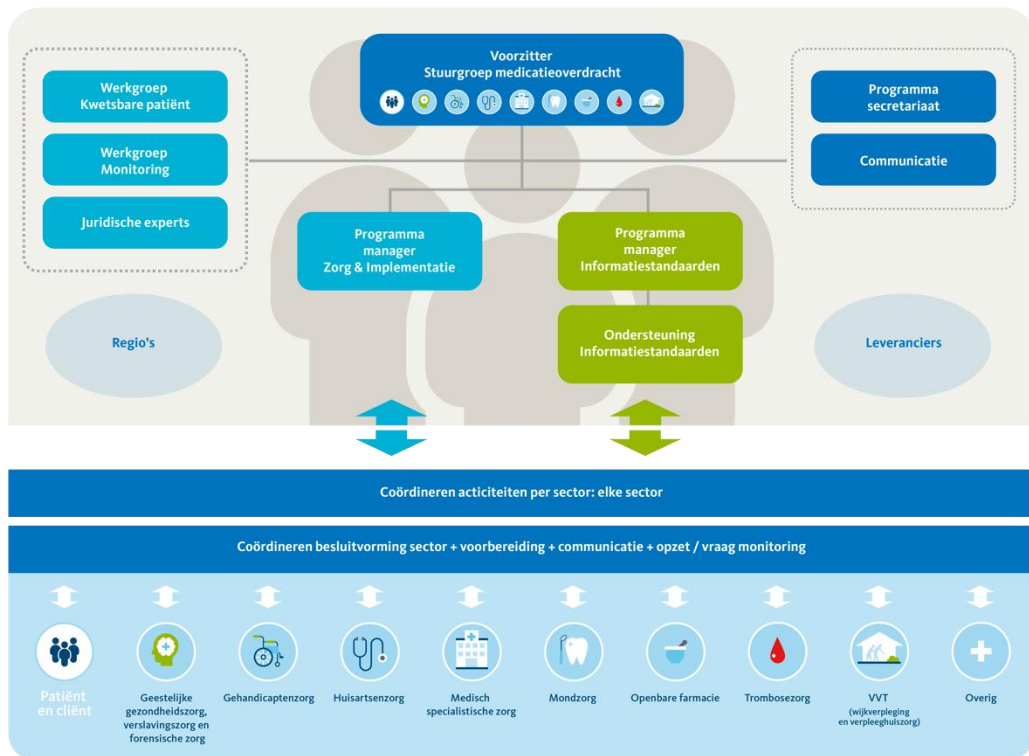 Voorzitter
Stuurgroep medicatieoverdracht
Werkgroep
Kwetsbare patiënt
Werkgroep
Monitoring
Juridische experts
Programma
secretariaat
Communicatie
Programma
manager
Zorg & Implementatie
Programma
manager
Informatiestandaarden
Ondersteuning
Informatiestandaarden
Regio's
Leveranciers
Coördineren acticiteiten per sector: elke sector
Coördineren besluitvorming sector + voorbereiding + communicatie + opzet / vraag monitoring
Patiënt
en cliënt
Geestelijke
gezondheidszorg,
verslavingszorg en
forensische zorg
Gehandicaptenzorg
Huisartsenzorg
Medisch
specialistische zorg
Mondzorg
Openbare farmacie
Trombosezorg
VVT
(wijkverpleging
en verpleeghuiszorg)
Overig